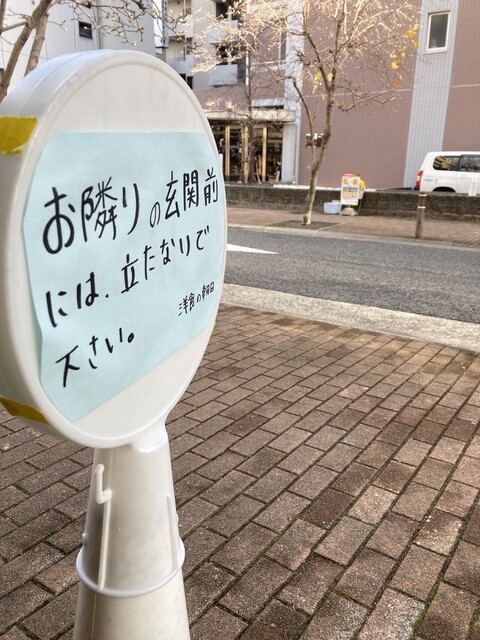 お隣りの玄関前
には、立たないで
下さい。
洋食の朝日